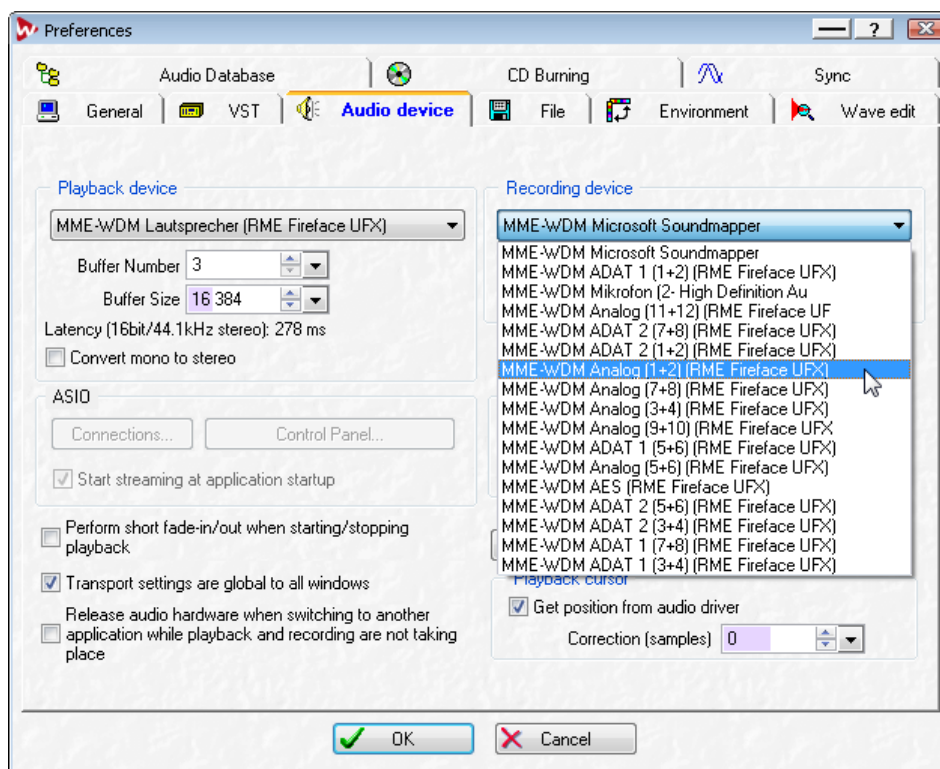 Preferences
Audio Database
CD Burning
Sync
General
VST
Audio device
File
Environment
Wave edit
Playback device
MME-WDM Lautsprecher (RME Fireface UFX)
Buffer Number 3
Buffer Size 16 384
Latency (16bit/44.1kHz stereo): 278 ms
Convert mono to stereo
ASIO
Connections...
Control Panel...
Start streaming at application startup
Perform short fade-in/out when starting/stopping
playback
Transport settings are global to all windows
Release audio hardware when switching to another
application while playback and recording are not taking
place
Recording device
MME-WDM Microsoft Soundmapper
MME-WDM Microsoft Soundmapper
MME-WDM ADAT 1 (1+2) (RME Fireface UFX)
MME-WDM Mikrofon (2- High Definition Au
MME-WDM Analog (11+12) (RME Fireface UF
MME-WDM ADAT 2 (7+8) (RME Fireface UFX)
MME-WDM ADAT 2 (1+2) (RME Fireface UFX)
MME-WDM Analog (1+2) (RME Fireface UFX)
MME-WDM Analog (7+8) (RME Fireface UFX)
MME-WDM Analog (3+4) (RME Fireface UFX)
MME-WDM Analog (9+10) (RME Fireface UFX
MME-WDM ADAT 1 (5+6) (RME Fireface UFX)
MME-WDM Analog (5+6) (RME Fireface UFX)
MME-WDM AES (RME Fireface UFX)
MME-WDM ADAT 2 (5+6) (RME Fireface UFX)
MME-WDM ADAT 2 (3+4) (RME Fireface UFX)
MME-WDM ADAT 1 (7+8) (RME Fireface UFX)
MME-WDM ADAT 1 (3+4) (RME Fireface UFX)
Playback cursor
Get position from audio driver
Correction (samples) 0
OK
Cancel